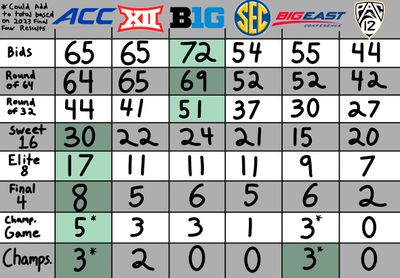 * Could Add to total based on 2023 Final Four Results
ACC XII B1G SEC BIG EAST CONFERENCE PAC 12
Bids 65 65 72 54 55 44
Round of 64 64 65 69 52 52 42
Round of 32 44 41 51 37 30 27
Sweet 16 30 22 24 21 15 20
Elite 8 17 11 11 11 9 7
Final 4 8 5 6 5 6 2
Champ. Game 5* 3 3 1 3* 0
Champs. 3* 2 0 0 3* 0